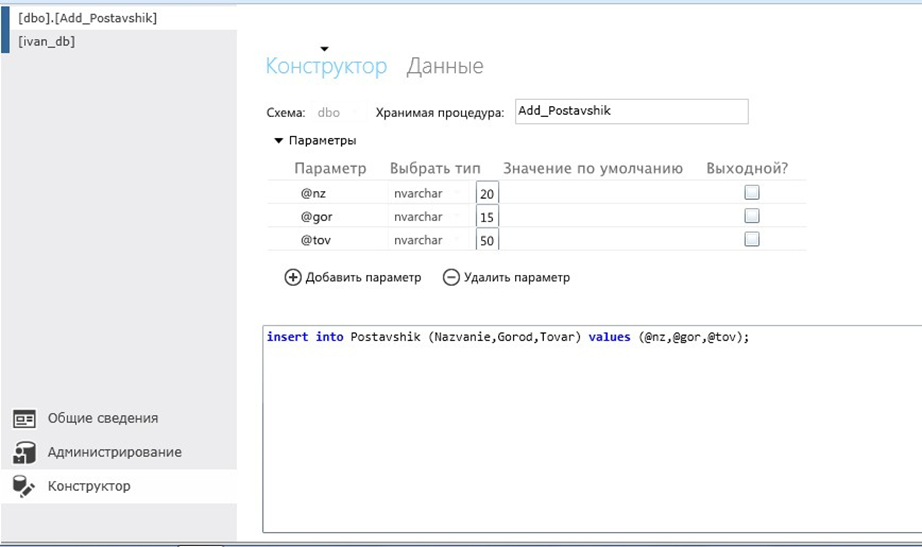 [dbo].[Add_Postavshik]
[ivan_db]
Конструктор Данные
Схема: dbo Хранимая процедура: Add_Postavshik
Параметры
Параметр Выбрать тип Значение по умолчанию Выходной?
@nz nvarchar 20
@gor nvarchar 15
@tov nvarchar 50
Добавить параметр Удалить параметр
insert into Postavshik (Nazvanie,Gorod,Tovar) values (@nz,@gor,@tov);
Общие сведения
Администрирование
Конструктор